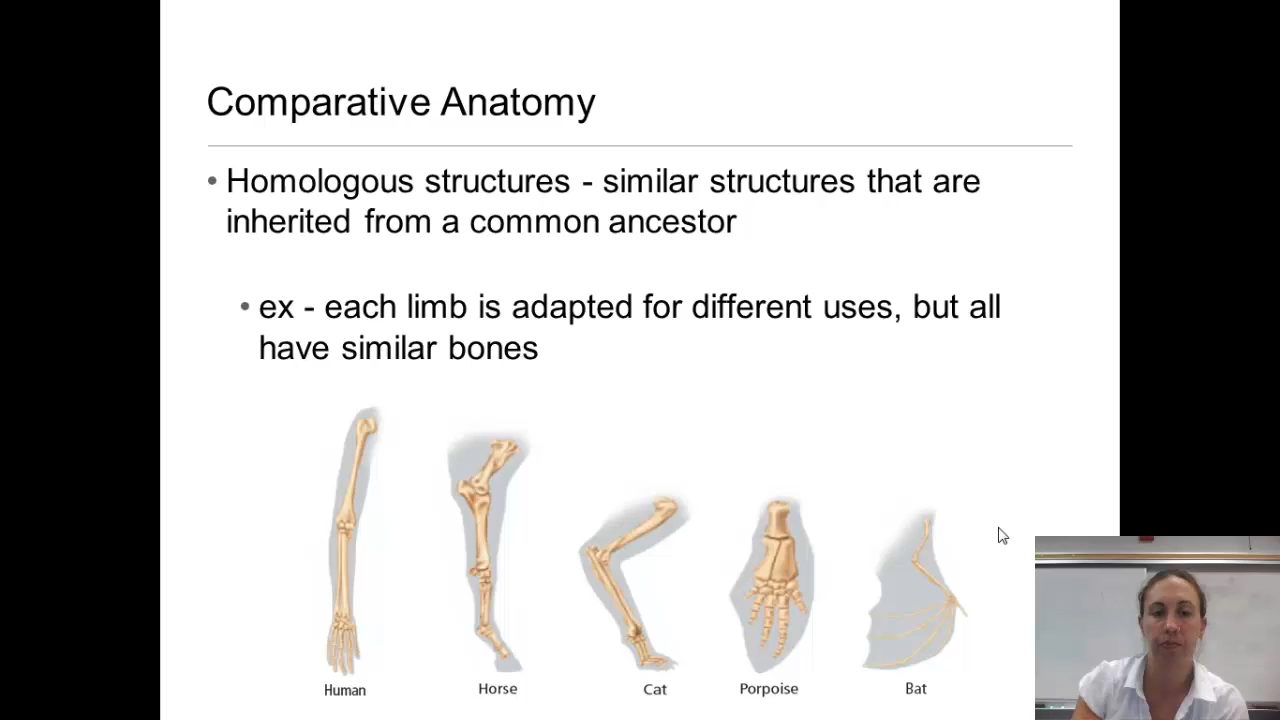 Comparative Anatomy
• Homologous structures - similar structures that are
inherited from a common ancestor
• ex - each limb is adapted for different uses, but all
have similar bones
Human Horse Cat Porpoise Bat